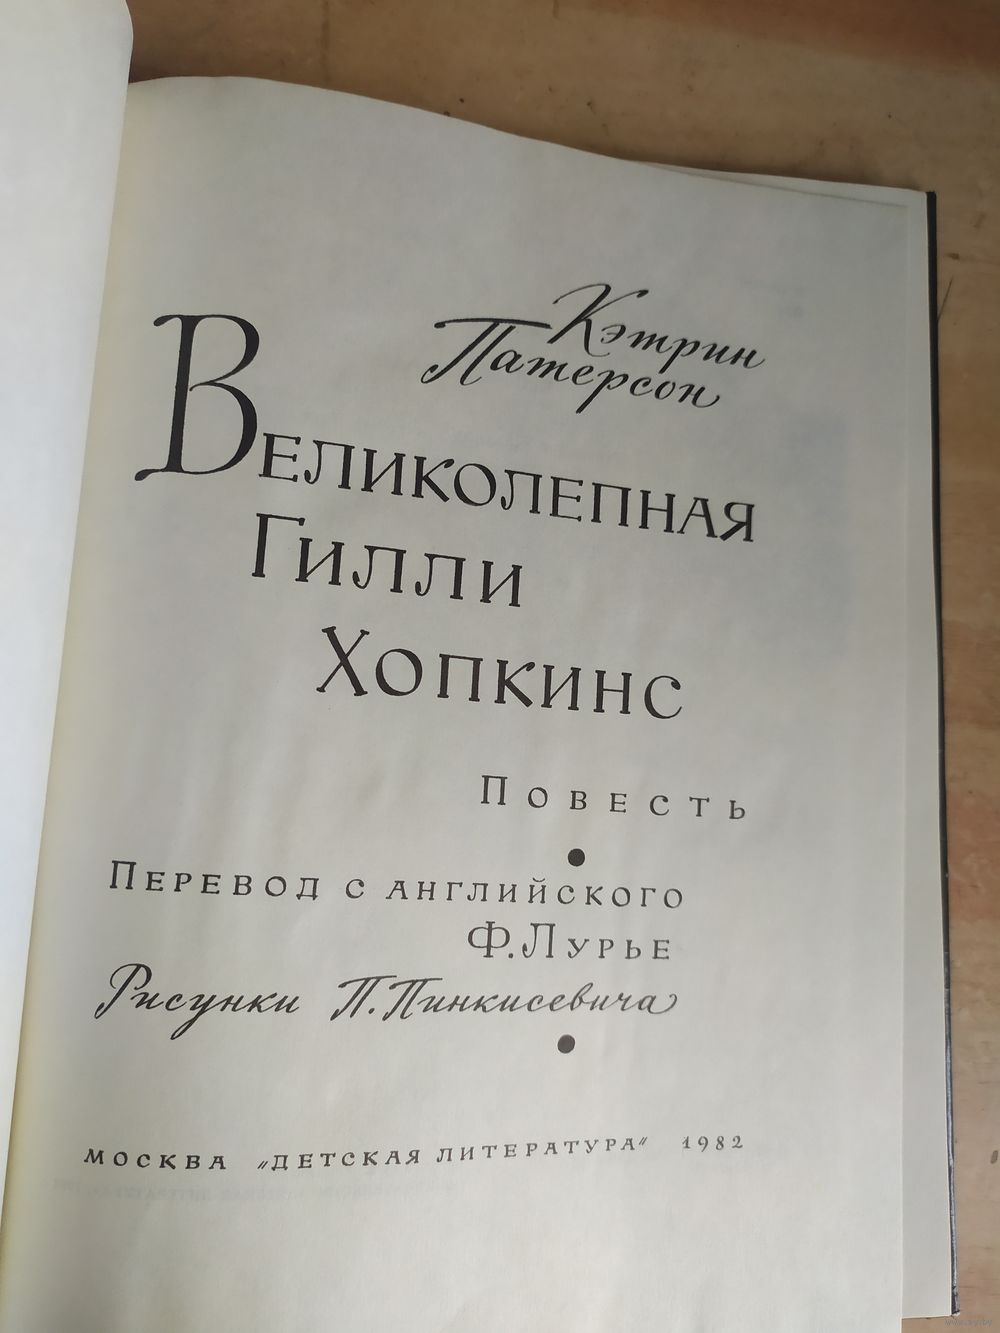 Кэтрин
Патерсон
Великолепная
Гилли
Хопкинс
Повесть
Перевод с английского
Ф. Лурье
Рисунки П. Пинкисевича
МОСКВА „ДЕТСКАЯ ЛИТЕРАТУРА“ 1982